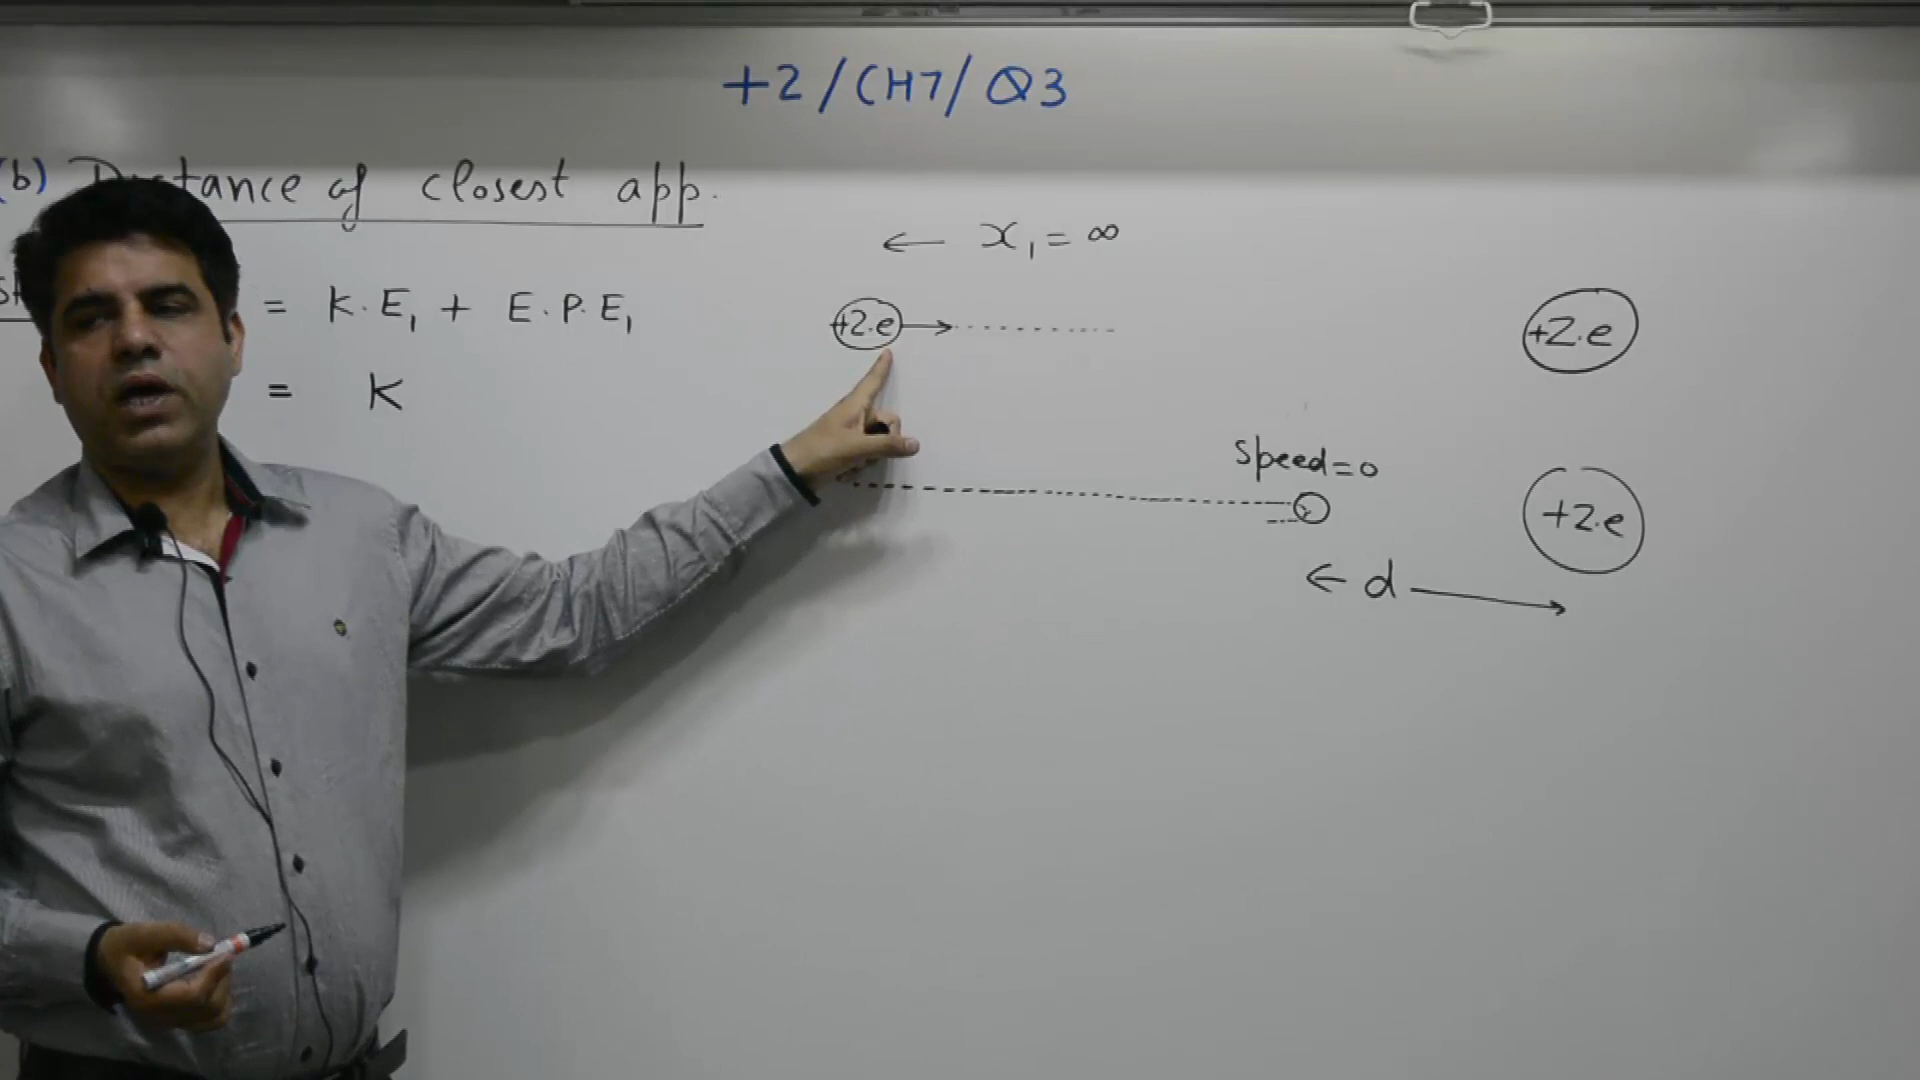 +2/CH7/Q3
(b) Distance of closest app.
← x₁ = ∞
= K.E₁ + E.P.E₁
+2.e
+Z.e
= K
Speed=0
+Z.e
← d →